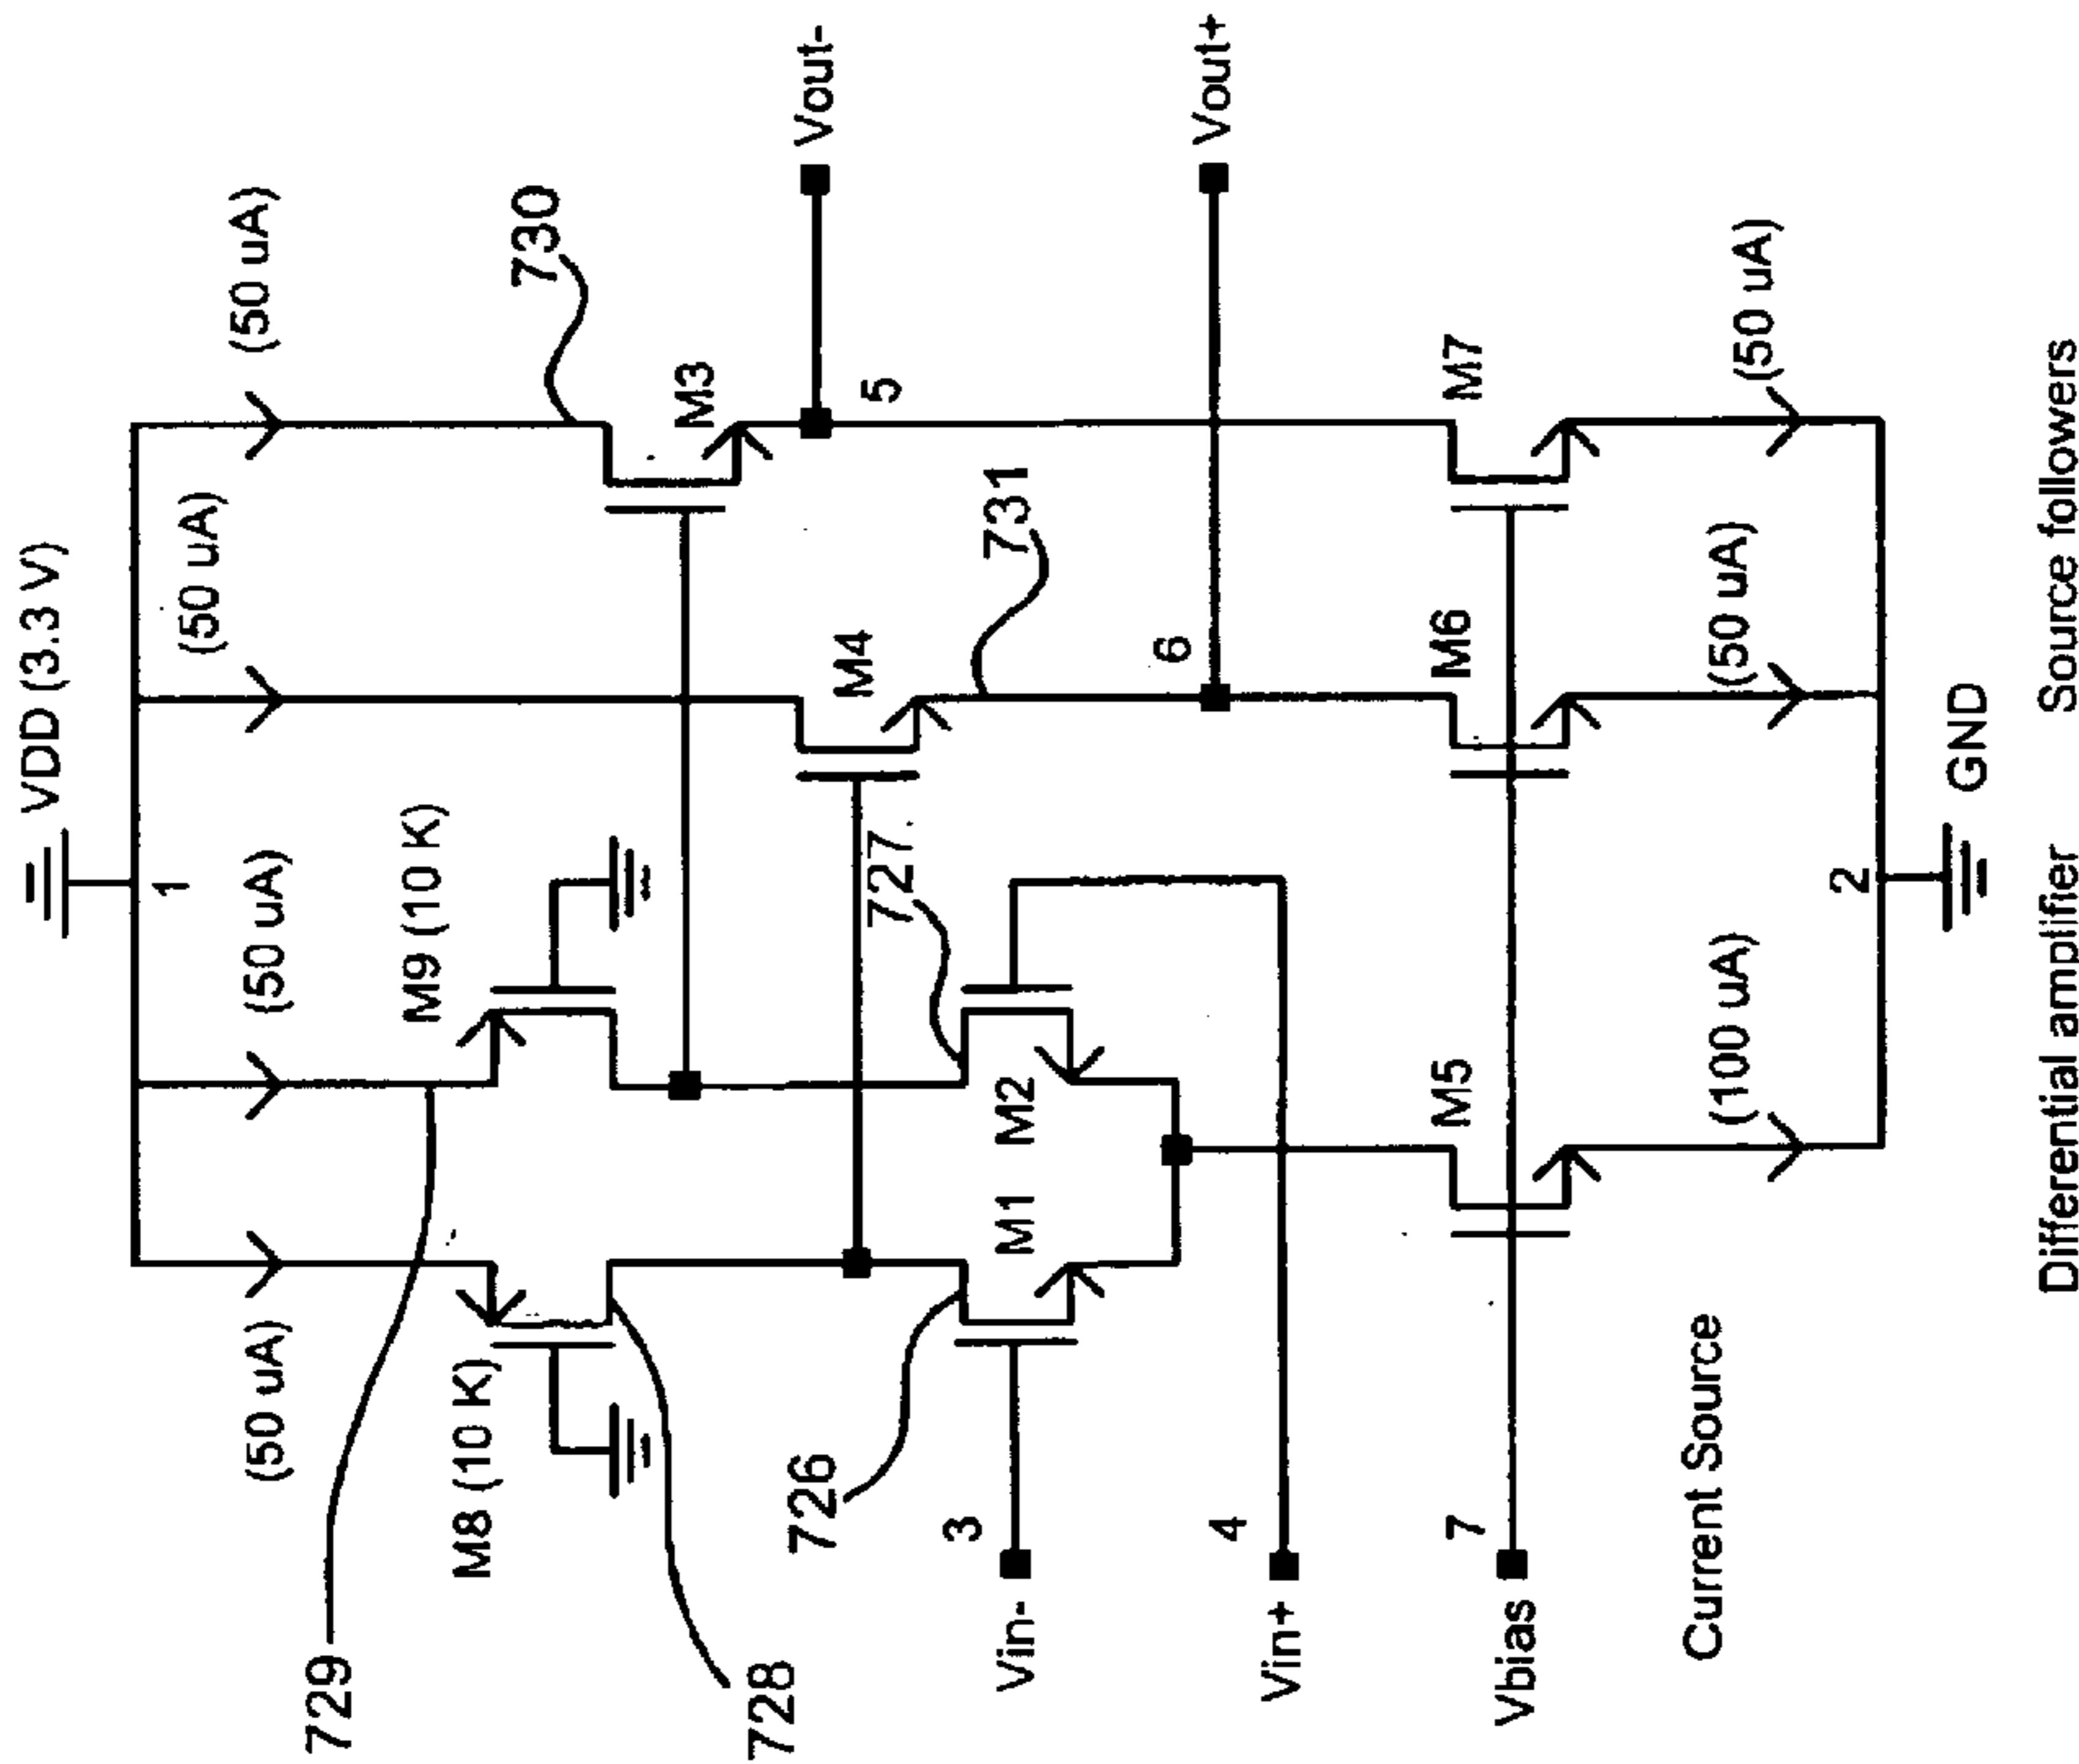 VDD (3.3 V)
1
(50 uA)
(50 uA)
(50 uA)
(50 uA)
M8 (10 K)
M9 (10 K)
729
728
730
M3
M4
Vout-
5
727
726
M1
M2
731
6
Vout+
Vin-
3
Vin+
4
Vbias
7
M5
M6
M7
Current Source
(100 uA)
(50 uA)
(50 uA)
2
GND
Differential amplifier
Source followers